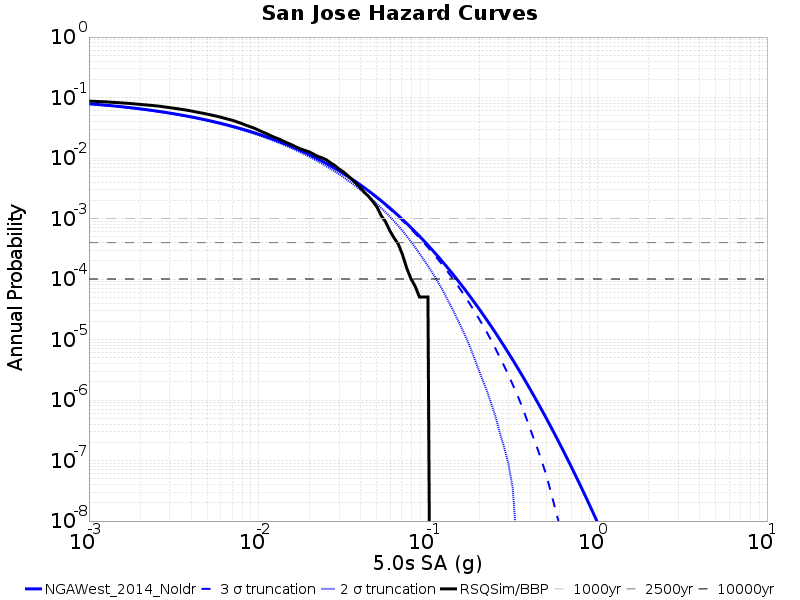 San Jose Hazard Curves
10^0
10^-1
10^-2
10^-3
10^-4
10^-5
10^-6
10^-7
10^-8
Annual Probability
10^-3 10^-2 10^-1 10^0 10^1
5.0s SA (g)
NGAWest_2014_NoIdr 3 σ truncation 2 σ truncation RSQSim/BBP 1000yr 2500yr 10000yr